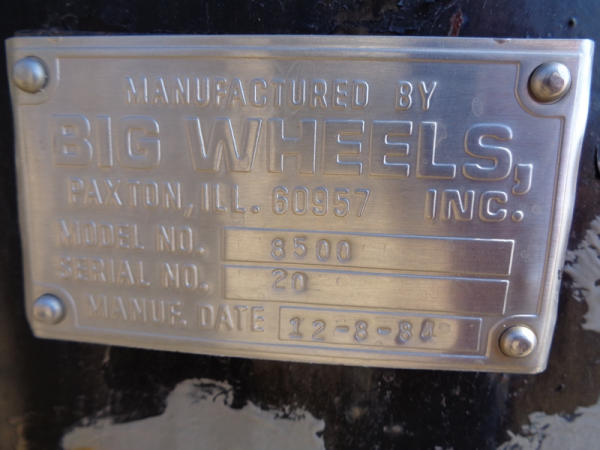 MANUFACTURED BY
BIG WHEELS,
PAXTON, ILL. 60957 INC.
MODEL NO. 8500
SERIAL NO. 20
MANUF. DATE 12-8-84